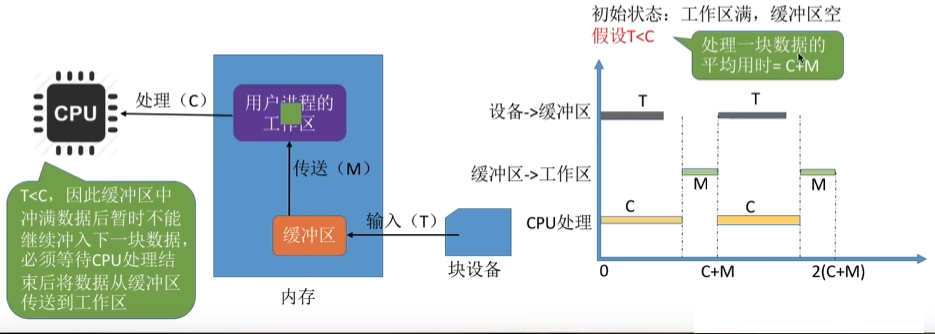 初始状态：工作区满，缓冲区空
假设T<C
处理一块数据的
平均用时= C+M
CPU
处理（C）
用户进程的
工作区
传送（M）
缓冲区
输入（T）
块设备
内存
T<C，因此缓冲区中
冲满数据后暂时不能
继续冲入下一块数据，
必须等待CPU处理结
束后将数据从缓冲区
传送到工作区
设备->缓冲区
T
T
缓冲区->工作区
M
M
CPU处理
C
C
0
C+M
2(C+M)